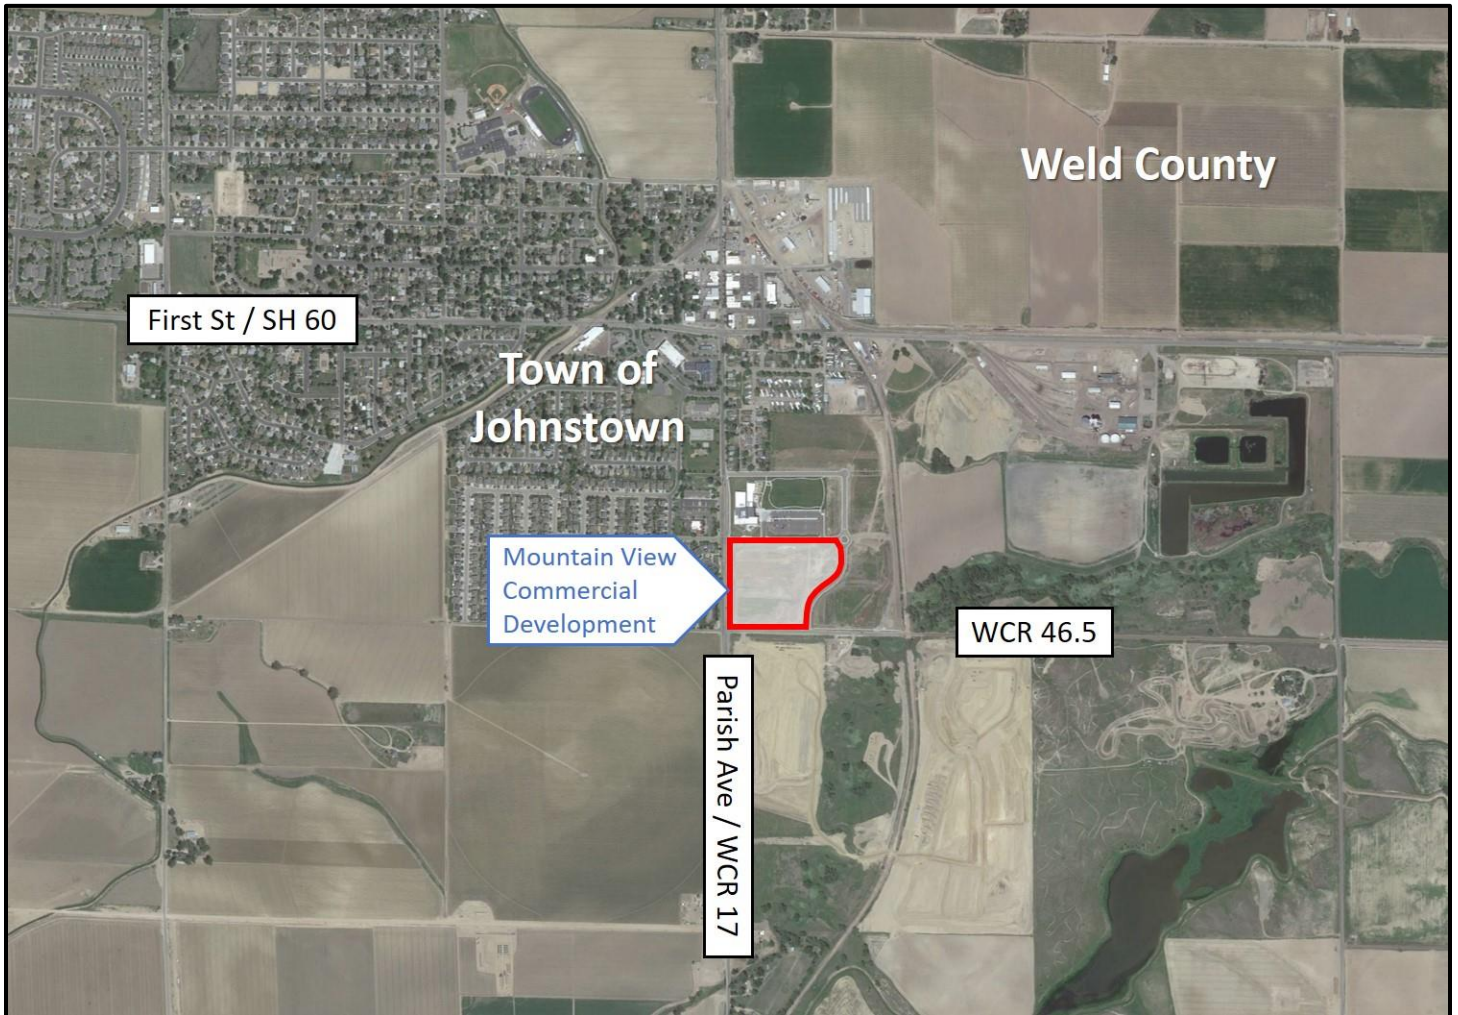 Weld County
First St / SH 60
Town of
Johnstown
Mountain View
Commercial
Development
WCR 46.5
Parish Ave / WCR 17